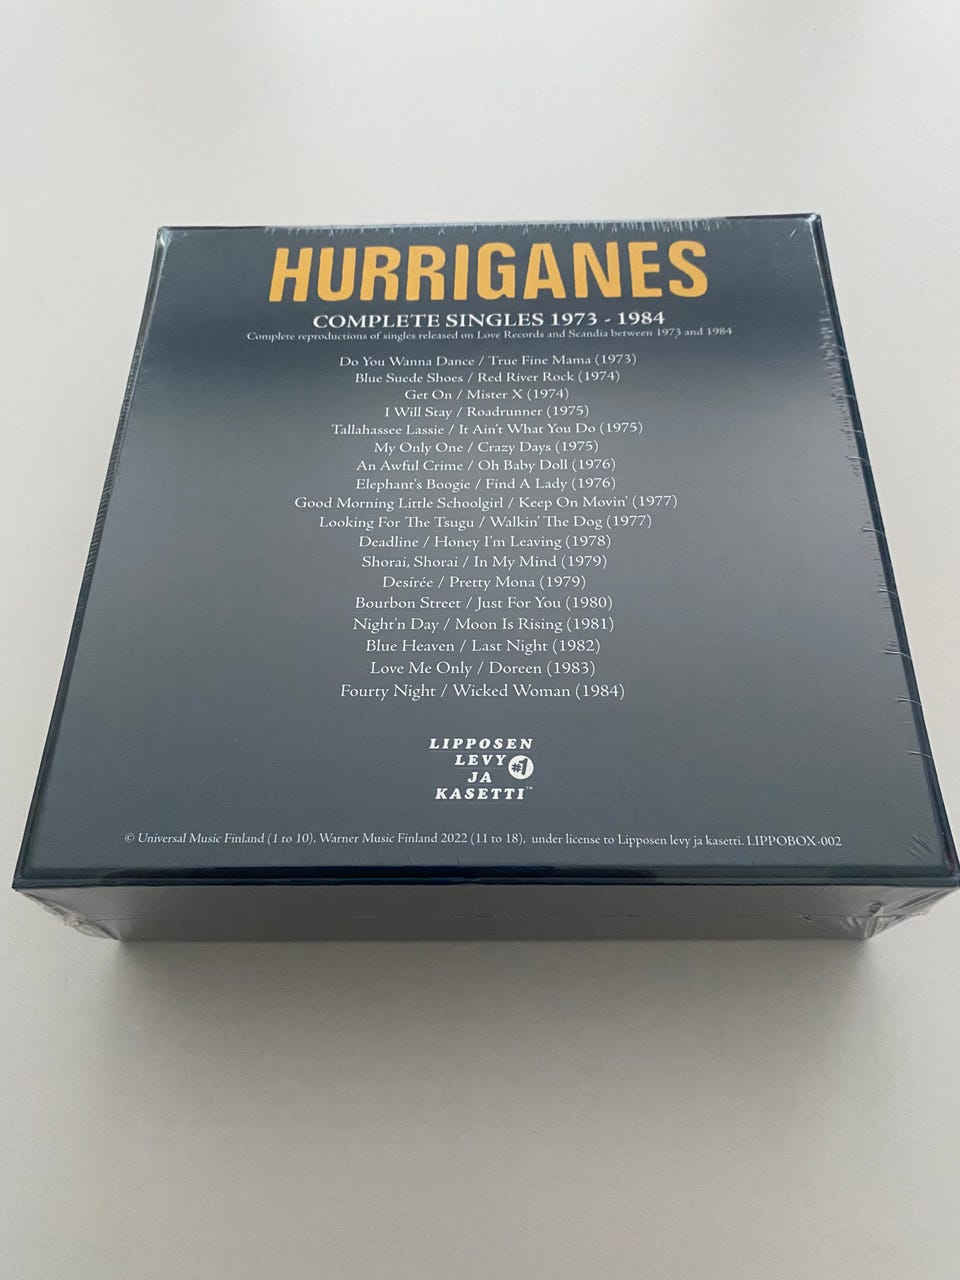 HURRIGANES
COMPLETE SINGLES 1973 - 1984
Complete reproductions of singles released on Love Records and Scandia between 1973 and 1984
Do You Wanna Dance / True Fine Mama (1973)
Blue Suede Shoes / Red River Rock (1974)
Get On / Mister X (1974)
I Will Stay / Roadrunner (1975)
Tallahassee Lassie / It Ain't What You Do (1975)
My Only One / Crazy Days (1975)
An Awful Crime / Oh Baby Doll (1976)
Elephant's Boogie / Find A Lady (1976)
Good Morning Little Schoolgirl / Keep On Movin' (1977)
Looking For The Tsugu / Walkin' The Dog (1977)
Deadline / Honey I'm Leaving (1978)
Shorai, Shorai / In My Mind (1979)
Desirée / Pretty Mona (1979)
Bourbon Street / Just For You (1980)
Night'n Day / Moon Is Rising (1981)
Blue Heaven / Last Night (1982)
Love Me Only / Doreen (1983)
Fourty Night / Wicked Woman (1984)
LIPPOSEN
LEVY #1
JA
KASETTI™
© Universal Music Finland (1 to 10), Warner Music Finland 2022 (11 to 18), under license to Lipposen levy ja kasetti. LIPPOBOX-002